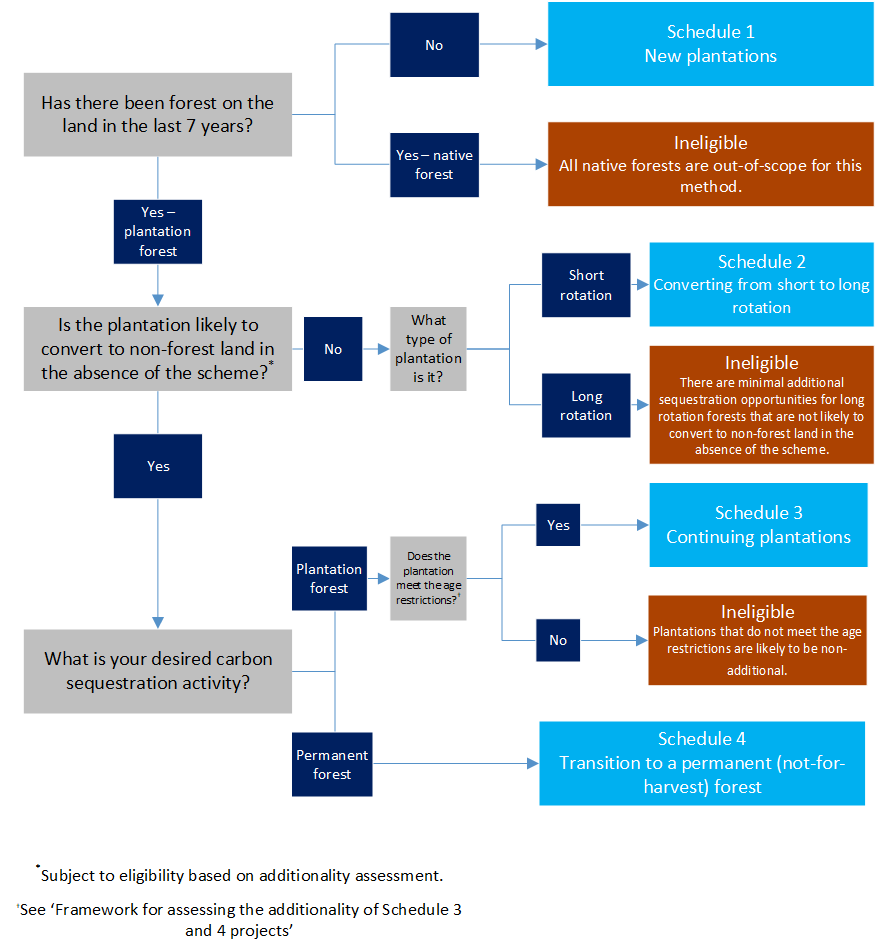 No
Schedule 1
New plantations
Has there been forest on the
land in the last 7 years?
Yes – native
forest
Ineligible
All native forests are out-of-scope for this
method.
Yes –
plantation
forest
Is the plantation likely to
convert to non-forest land in
the absence of the scheme?*
No
What
type of
plantation
is it?
Short
rotation
Schedule 2
Converting from short to long
rotation
Long
rotation
Ineligible
There are minimal additional
sequestration opportunities for long
rotation forests that are not likely to
convert to non-forest land in the
absence of the scheme.
Yes
What is your desired carbon
sequestration activity?
Plantation
forest
Does the
plantation
meet the age
restrictions?†
Yes
Schedule 3
Continuing plantations
No
Ineligible
Plantations that do not meet the age
restrictions are likely to be non-
additional.
Permanent
forest
Schedule 4
Transition to a permanent (not-for-
harvest) forest
*Subject to eligibility based on additionality assessment.
†See ‘Framework for assessing the additionality of Schedule 3
and 4 projects’